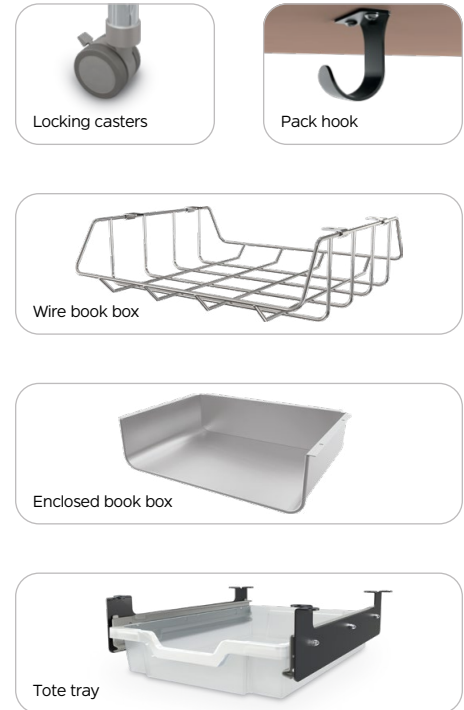 Locking casters
Pack hook
Wire book box
Enclosed book box
Tote tray